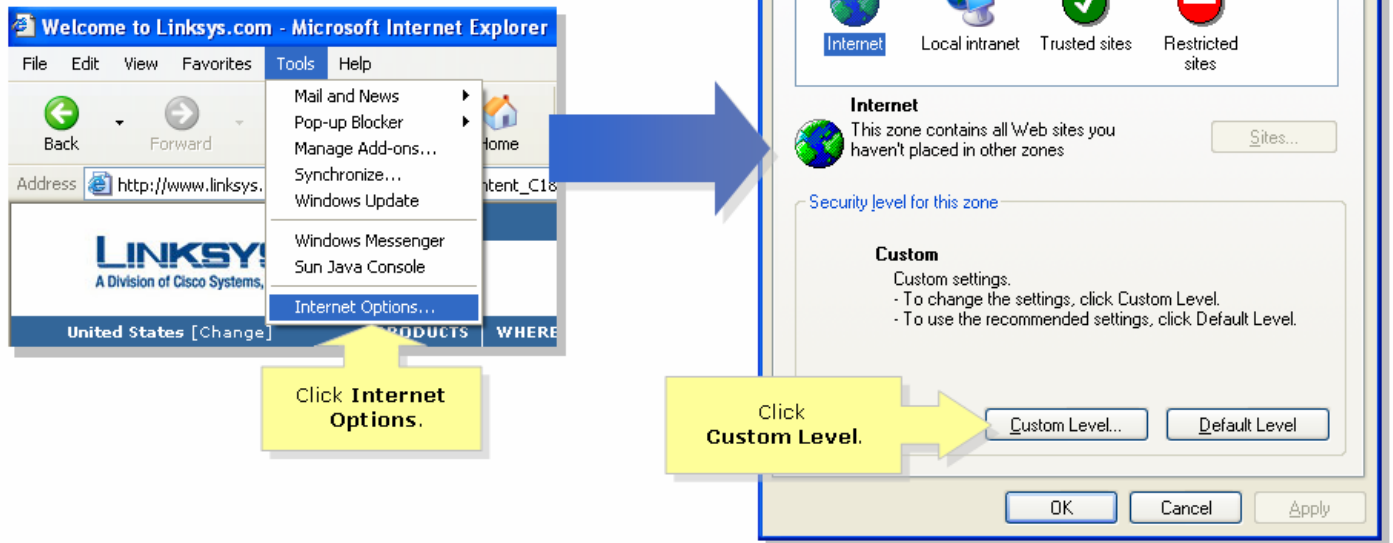 Welcome to Linksys.com - Microsoft Internet Explorer
File Edit View Favorites Tools Help
Back
Forward
Home
Mail and News
Pop-up Blocker
Manage Add-ons...
Synchronize...
Windows Update
Windows Messenger
Sun Java Console
Internet Options...
Address http://www.linksys. ntent_C18
LINKSYS
A Division of Cisco Systems,
United States [Change] PRODUCTS WHERE
Click Internet
Options.
Internet
Local intranet
Trusted sites
Restricted
sites
Internet
This zone contains all Web sites you
haven't placed in other zones
Sites...
Security level for this zone
Custom
Custom settings.
- To change the settings, click Custom Level.
- To use the recommended settings, click Default Level.
Click
Custom Level.
Custom Level... Default Level
OK Cancel Apply